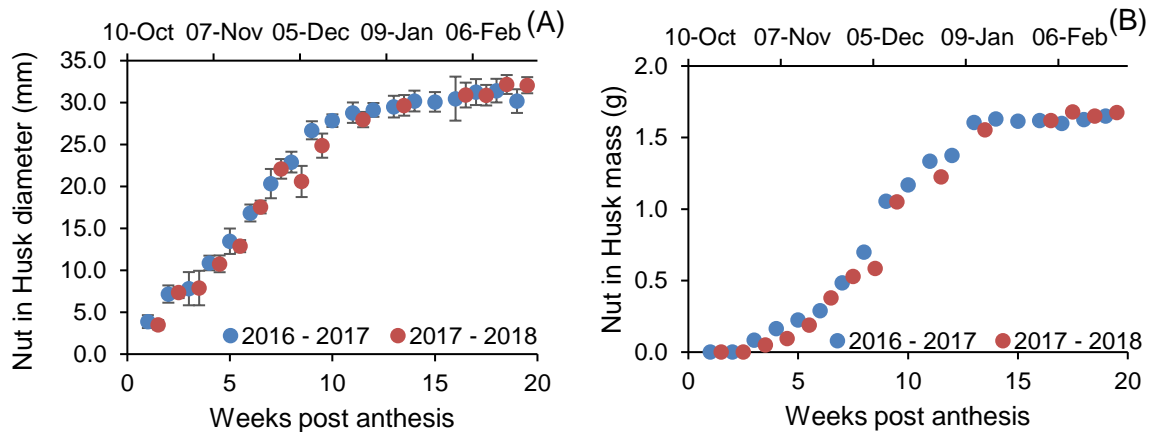 (A)
10-Oct 07-Nov 05-Dec 09-Jan 06-Feb
35.0
30.0
25.0
20.0
15.0
10.0
5.0
0.0
Nut in Husk diameter (mm)
2016 - 2017 2017 - 2018
0 5 10 15 20
Weeks post anthesis
(B)
10-Oct 07-Nov 05-Dec 09-Jan 06-Feb
2.0
1.5
1.0
0.5
0.0
Nut in Husk mass (g)
2016 - 2017 2017 - 2018
0 5 10 15 20
Weeks post anthesis